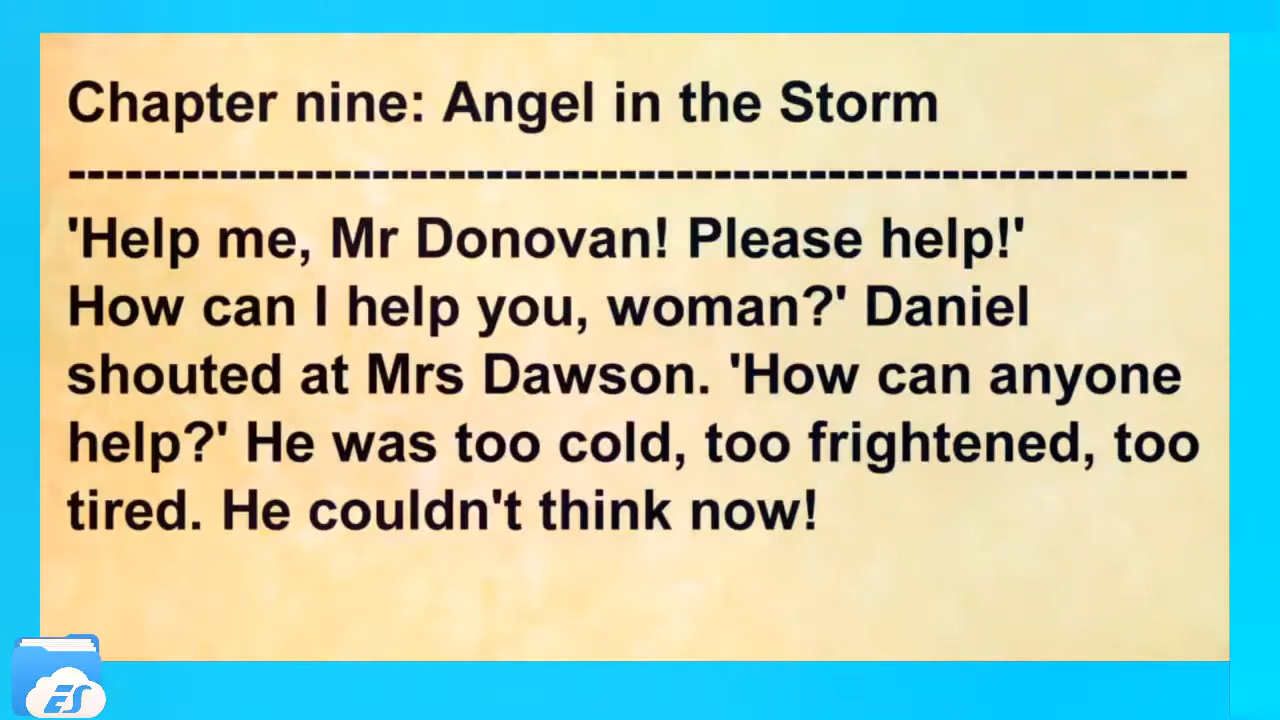 Chapter nine: Angel in the Storm
-----------------------------------------------------------
'Help me, Mr Donovan! Please help!'
How can I help you, woman?' Daniel
shouted at Mrs Dawson. 'How can anyone
help?' He was too cold, too frightened, too
tired. He couldn't think now!
ES